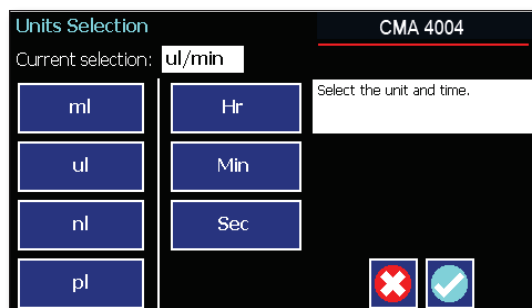 Units Selection
CMA 4004
Current selection: ul/min
Select the unit and time.
ml
Hr
ul
Min
nl
Sec
pl